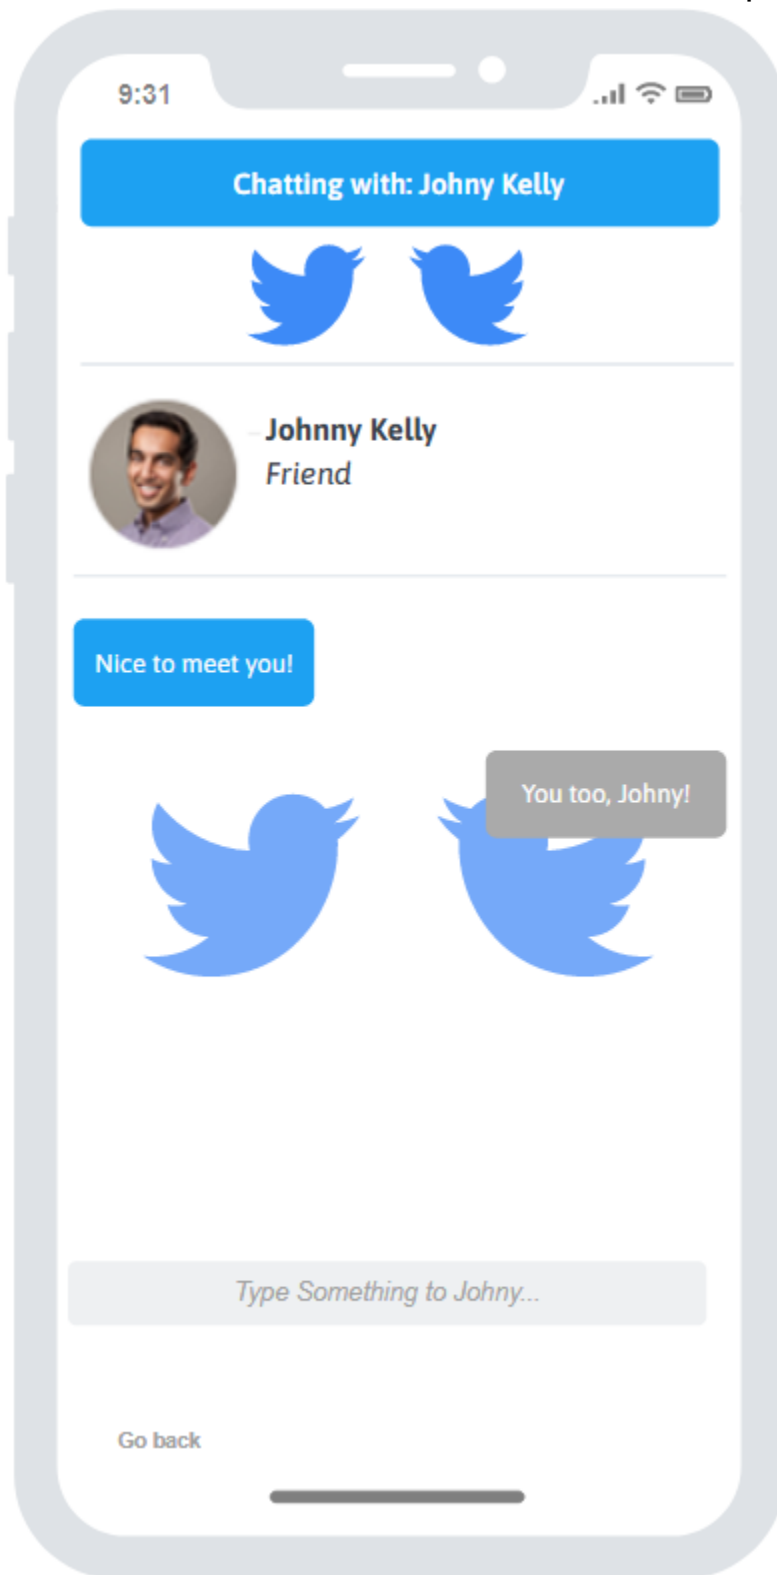 9:31
Chatting with: Johny Kelly
Johnny Kelly
Friend
Nice to meet you!
You too, Johny!
Type Something to Johny...
Go back